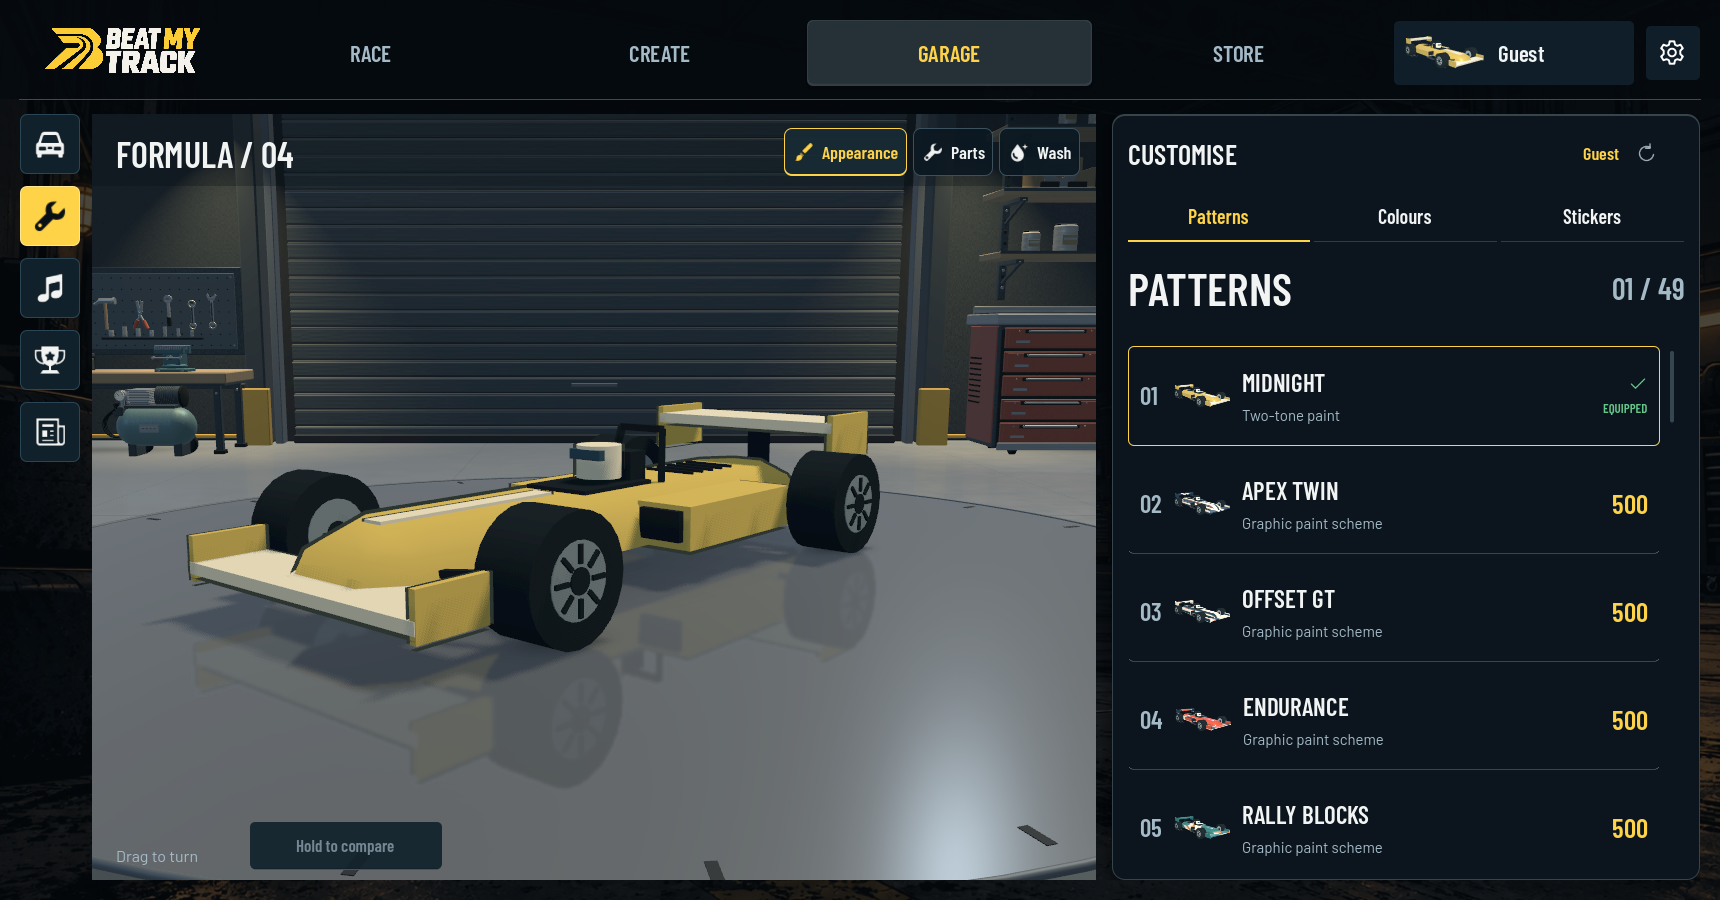 BEAT MY
TRACK
RACE
CREATE
GARAGE
STORE
Guest
FORMULA / 04
Appearance
Parts
Wash
Drag to turn
Hold to compare
CUSTOMISE
Guest
Patterns
Colours
Stickers
PATTERNS
01 / 49
01
MIDNIGHT
Two-tone paint
EQUIPPED
02
APEX TWIN
Graphic paint scheme
500
03
OFFSET GT
Graphic paint scheme
500
04
ENDURANCE
Graphic paint scheme
500
05
RALLY BLOCKS
Graphic paint scheme
500